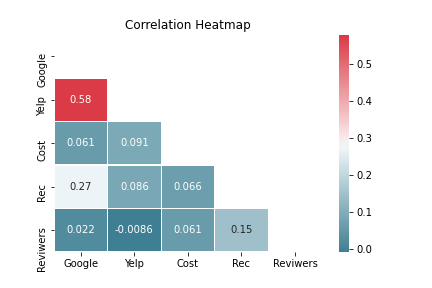 Correlation Heatmap
Google
Yelp
0.58
Cost
0.061 0.091
Rec
0.27 0.086 0.066
Reviwers
0.022 -0.0086 0.061 0.15
Google Yelp Cost Rec Reviwers
0.5
0.4
0.3
0.2
0.1
0.0